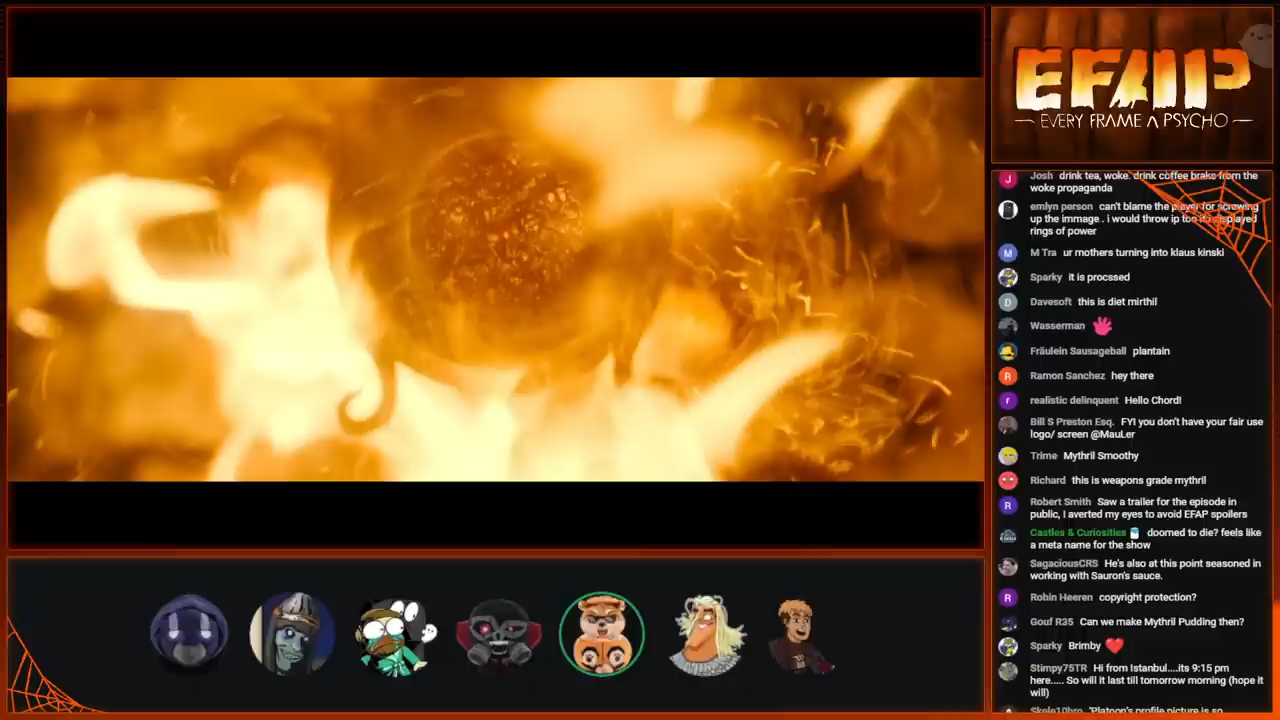 EFAP
EVERY FRAME A PSYCHO
Josh drink tea, woke. drink coffee brake from the
woke propaganda
emlyn person can't blame the player for screwing
up the immage . i would throw ip too if i displayed
rings of power
M Tra ur mothers turning into klaus kinski
Sparky it is procssed
Davesoft this is diet mirthil
Wasserman
Fräulein Sausageball plantain
Ramon Sanchez hey there
realistic delinquent Hello Chord!
Bill S Preston Esq. FYI you don't have your fair use
logo/ screen @MauLer
Trime Mythril Smoothy
Richard this is weapons grade mythril
Robert Smith Saw a trailer for the episode in
public, I averted my eyes to avoid EFAP spoilers
Castles & Curiosities doomed to die? feels like
a meta name for the show
SagaciousCRS He's also at this point seasoned in
working with Sauron's sauce.
Robin Heeren copyright protection?
Gouf R35 Can we make Mythril Pudding then?
Sparky Brimby
Stimpy75TR Hi from Istanbul....its 9:15 pm
here..... So will it last till tomorrow morning (hope it
will)
Skele10bro "Platoon's profile picture is so